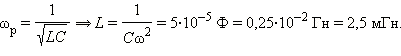 ω_р = 1/√(LC) ⟹ L = 1/(Cω²) = 5·10⁻⁵ Ф = 0,25·10⁻² Гн = 2,5 мГн.